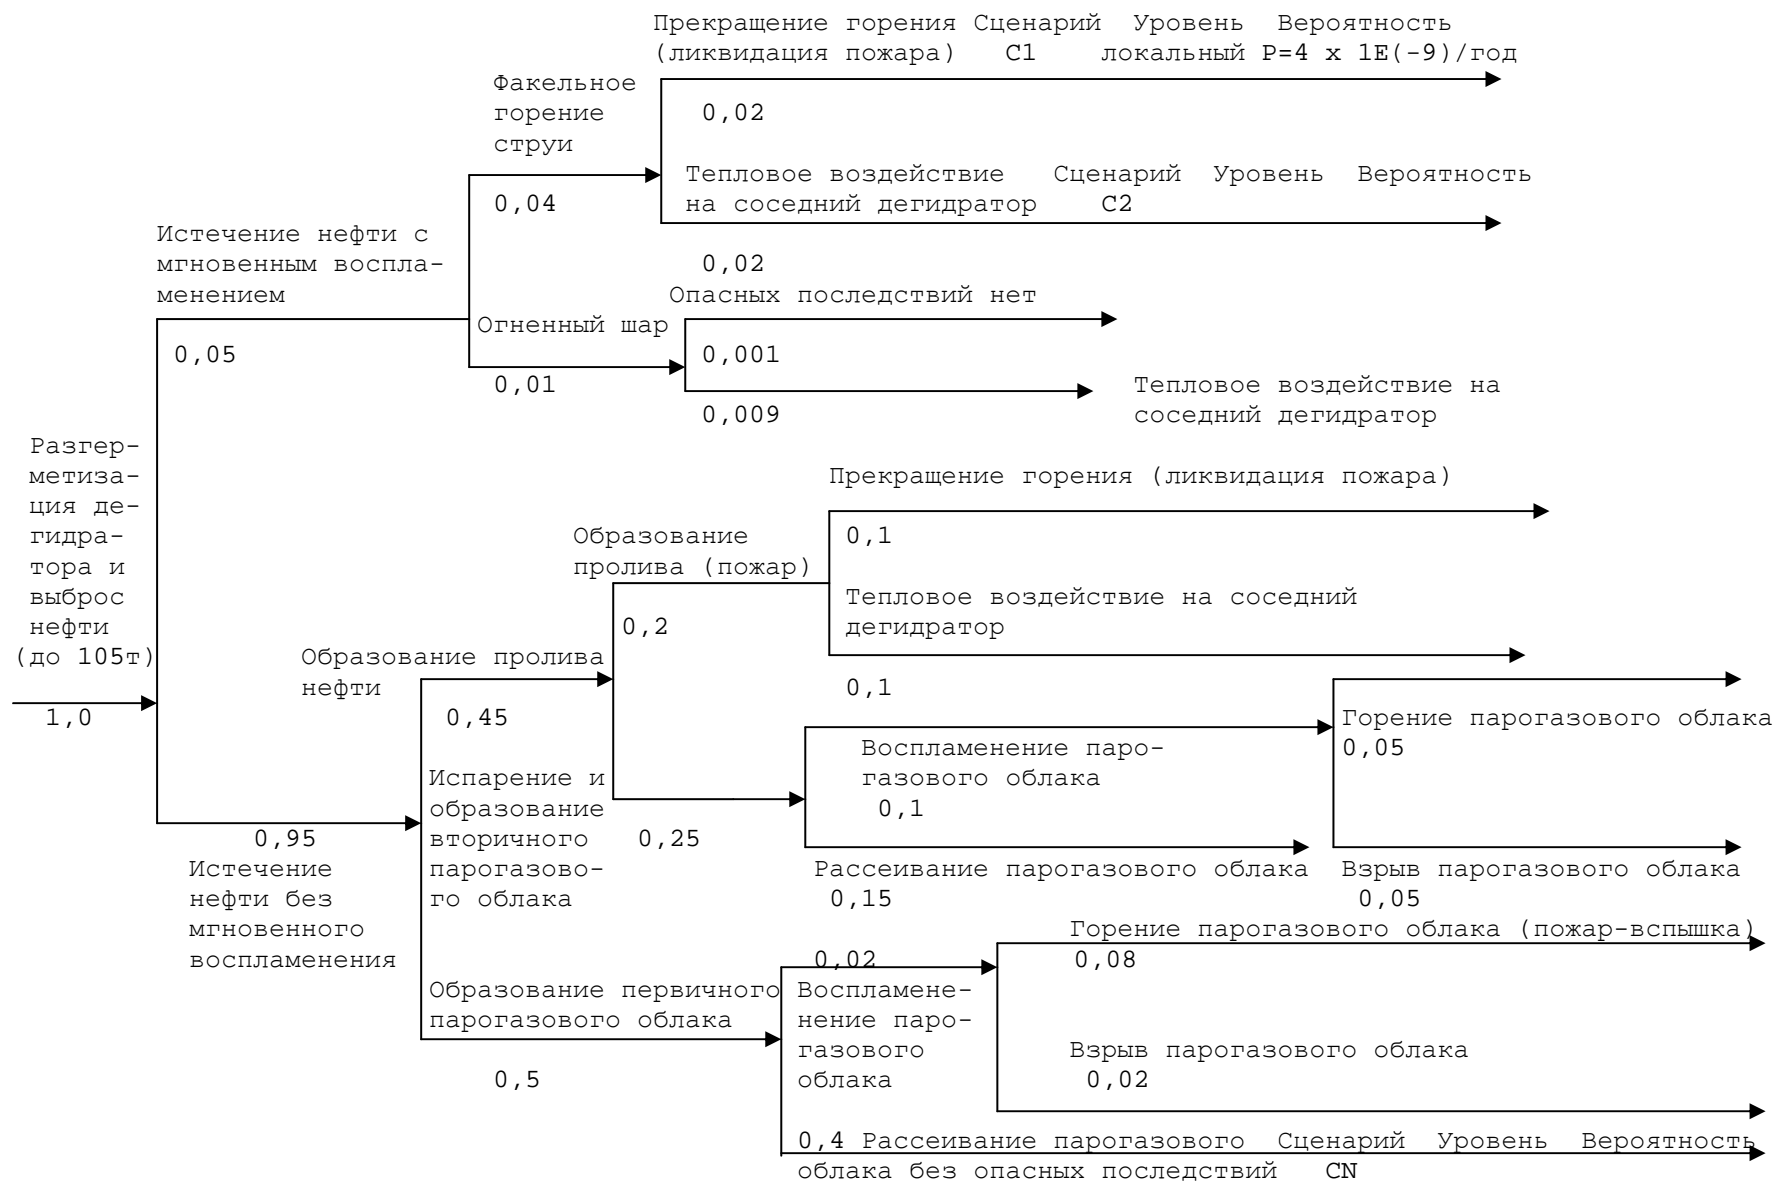 Прекращение горения Сценарий Уровень Вероятность
(ликвидация пожара) С1 локальный P=4 x 1E(-9)/год
Факельное
горение
струи
0,02
Тепловое воздействие Сценарий Уровень Вероятность
на соседний дегидратор С2
0,04
0,02
Истечение нефти с
мгновенным воспла-
менением
0,05
Опасных последствий нет
Огненный шар
0,001
0,01
0,009
Тепловое воздействие на
соседний дегидратор
Разгер-
метиза-
ция де-
гидра-
тора и
выброс
нефти
(до 105т)
1,0
Прекращение горения (ликвидация пожара)
0,1
Образование
пролива (пожар)
0,2
Тепловое воздействие на соседний
дегидратор
0,1
Образование пролива
нефти
0,45
Горение парогазового облака
0,05
Воспламенение паро-
газового облака
0,1
Испарение и
образование
вторичного
парогазово-
го облака
0,25
0,95
Истечение
нефти без
мгновенного
воспламенения
Рассеивание парогазового облака
0,15
Взрыв парогазового облака
0,05
Горение парогазового облака (пожар-вспышка)
0,08
0,02
Воспламене-
нение паро-
газового
облака
Образование первичного
парогазового облака
0,5
Взрыв парогазового облака
0,02
0,4 Рассеивание парогазового Сценарий Уровень Вероятность
облака без опасных последствий СN